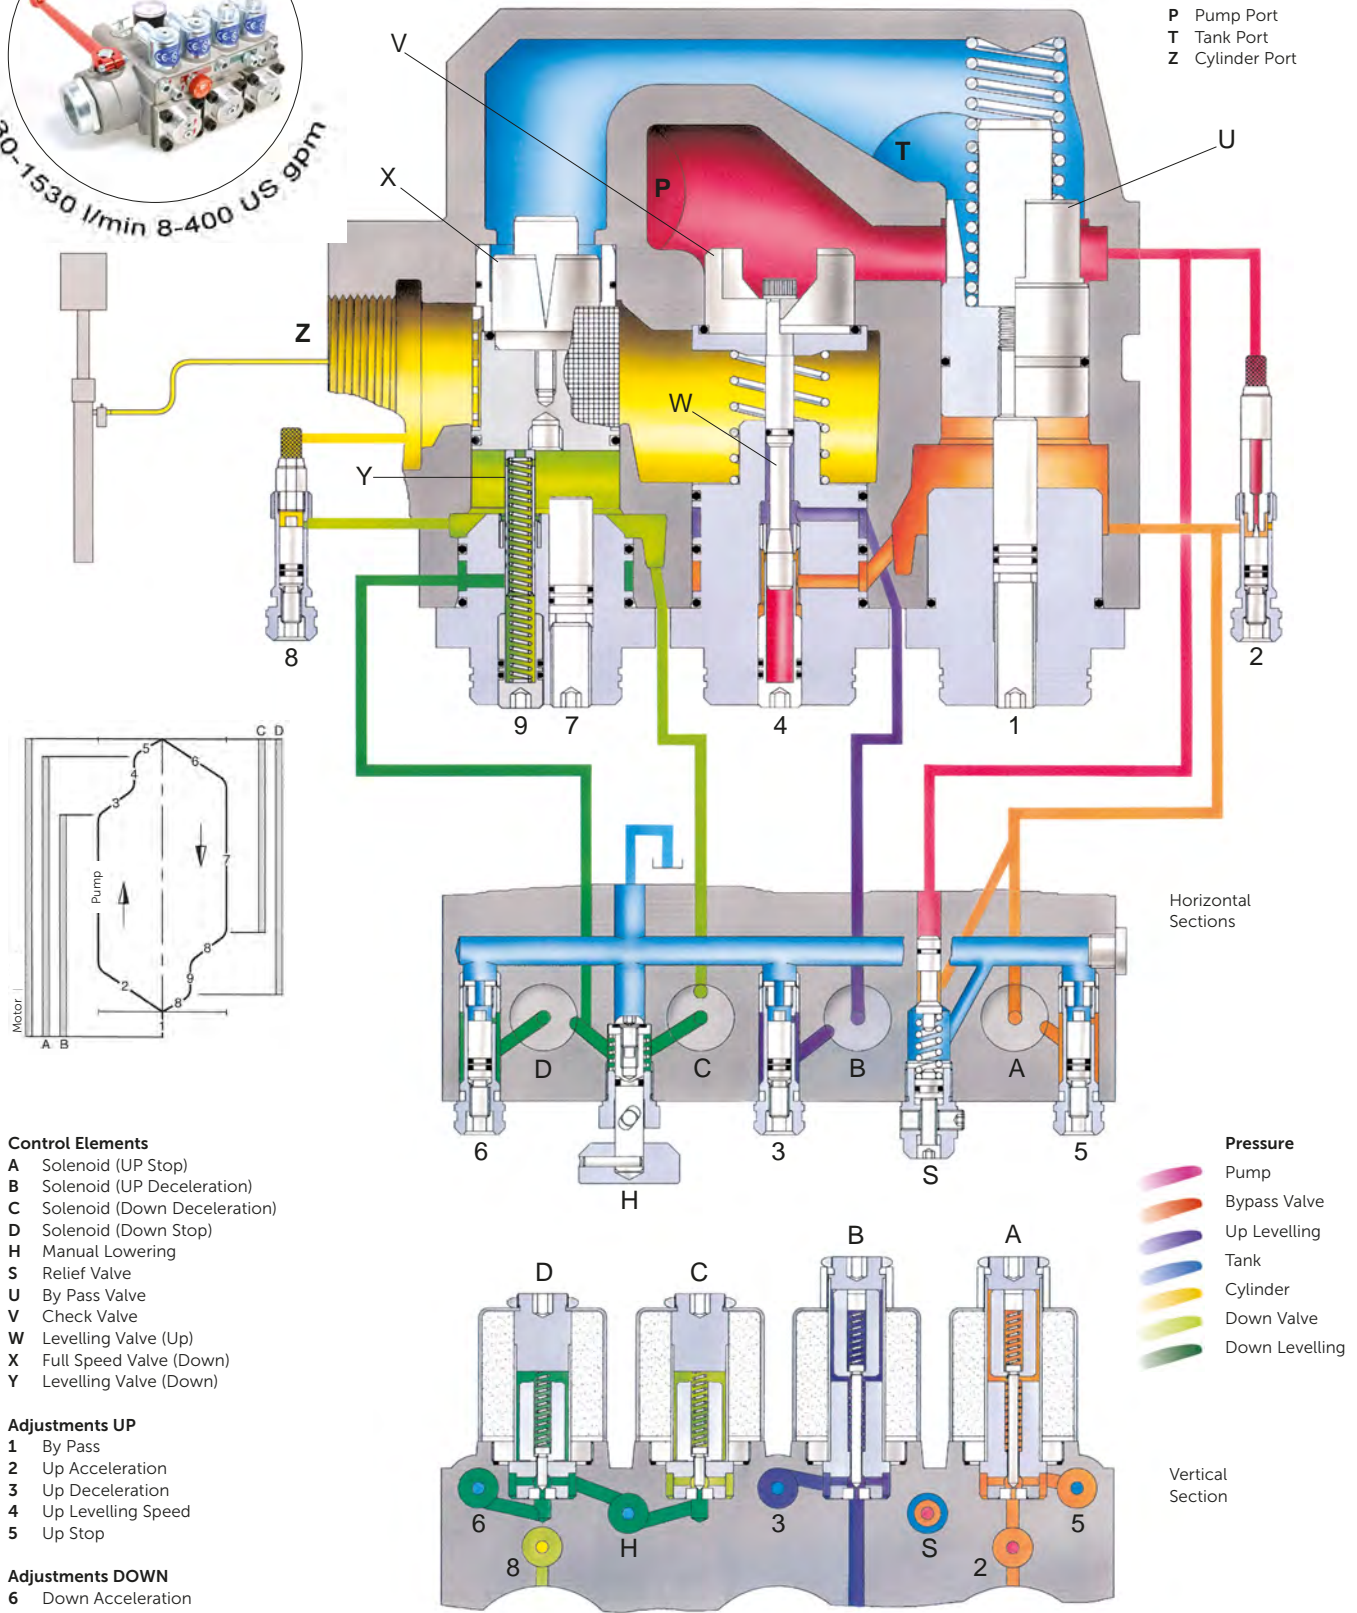 P Pump Port
T Tank Port
Z Cylinder Port
30-1530 l/min 8-400 US gpm
V
X
P
T
U
Z
W
Y
8
9
7
4
1
2
C D
5
6
4
3
7
Pump
8
2
9
8
1
Motor
A B
Horizontal
Sections
D
C
B
A
6
H
3
S
5
Control Elements
A Solenoid (UP Stop)
B Solenoid (UP Deceleration)
C Solenoid (Down Deceleration)
D Solenoid (Down Stop)
H Manual Lowering
S Relief Valve
U By Pass Valve
V Check Valve
W Levelling Valve (Up)
X Full Speed Valve (Down)
Y Levelling Valve (Down)
Adjustments UP
1 By Pass
2 Up Acceleration
3 Up Deceleration
4 Up Levelling Speed
5 Up Stop
Adjustments DOWN
6 Down Acceleration
Pressure
Pump
Bypass Valve
Up Levelling
Tank
Cylinder
Down Valve
Down Levelling
D
C
B
A
6
H
3
S
5
8
2
Vertical
Section